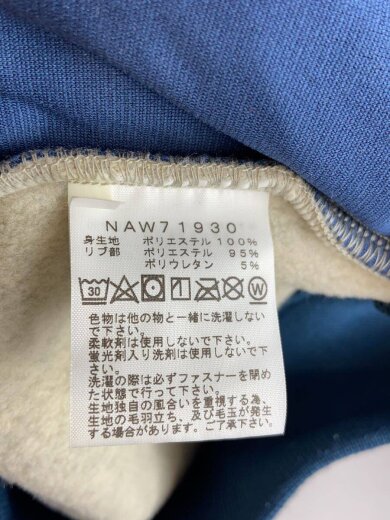 NAW71930
身生地 ポリエステル 100%
リブ部 ポリエステル 95%
ポリウレタン 5%
30 W
色物は他の物と一緒に洗濯しない
で下さい。
柔軟剤は使用しないで下さい。
蛍光剤入り洗剤は使用しないで
下さい。
洗濯の際は必ずファスナーを閉め
た状態で行って下さい。
生地独自の風合いを重視する為、
生地の毛羽立ち、及び毛玉が発生
する場合があります。ご了承下さい。